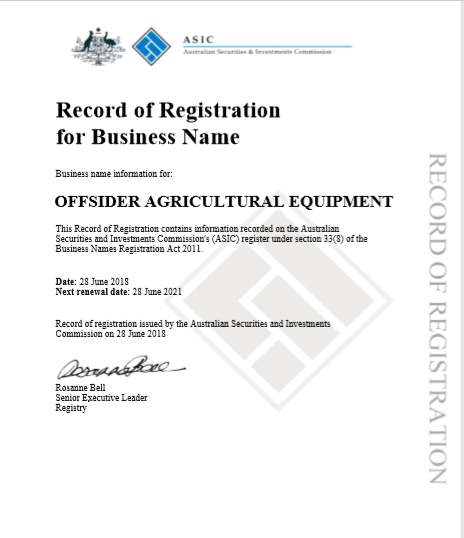 ASIC
Australian Securities & Investments Commission
Record of Registration
for Business Name
Business name information for:
OFFSIDER AGRICULTURAL EQUIPMENT
This Record of Registration contains information recorded on the Australian
Securities and Investments Commission's (ASIC) register under section 33(8) of the
Business Names Registration Act 2011.
Date: 28 June 2018
Next renewal date: 28 June 2021
Record of registration issued by the Australian Securities and Investments
Commission on 28 June 2018
Rosanne Bell
Senior Executive Leader
Registry
RECORD OF REGISTRATION